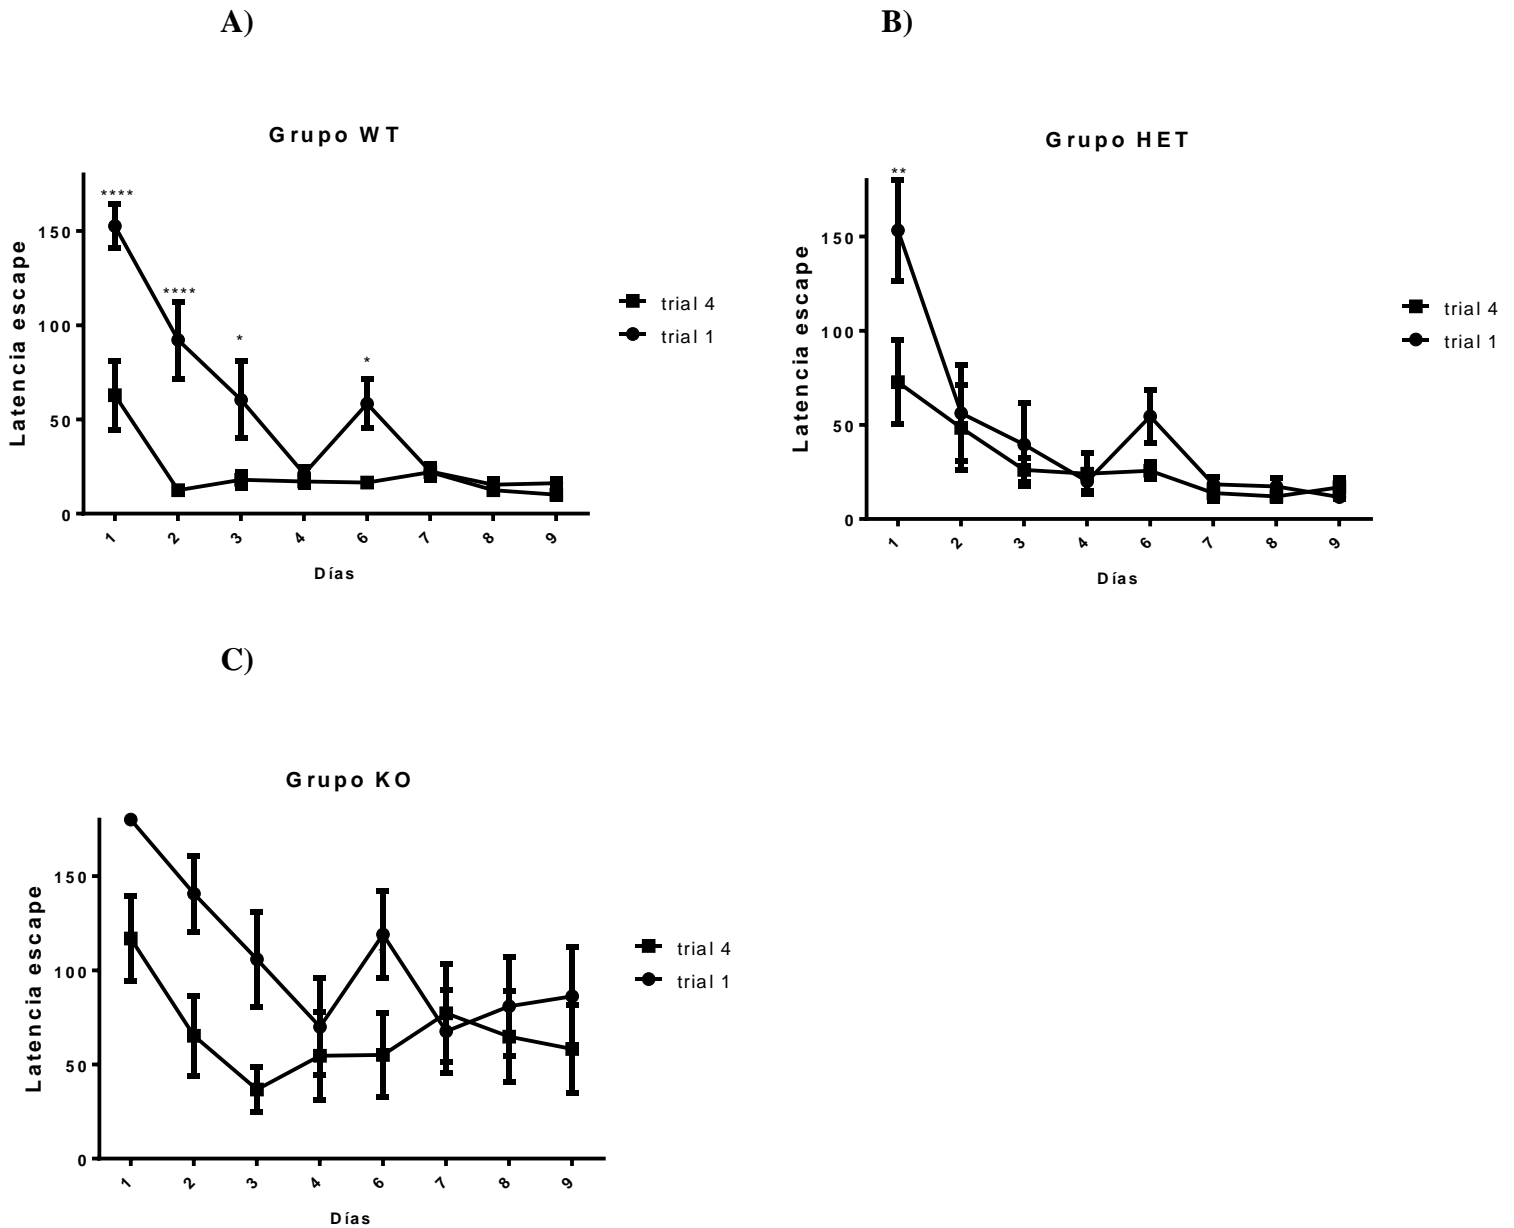 A)
Grupo WT
Latencia escape
150
100
50
0
****
****
*
*
1 2 3 4 6 7 8 9
Días
trial 4
trial 1
B)
Grupo HET
Latencia escape
150
100
50
0
**
1 2 3 4 6 7 8 9
Días
trial 4
trial 1
C)
Grupo KO
Latencia escape
150
100
50
0
1 2 3 4 6 7 8 9
Días
trial 4
trial 1